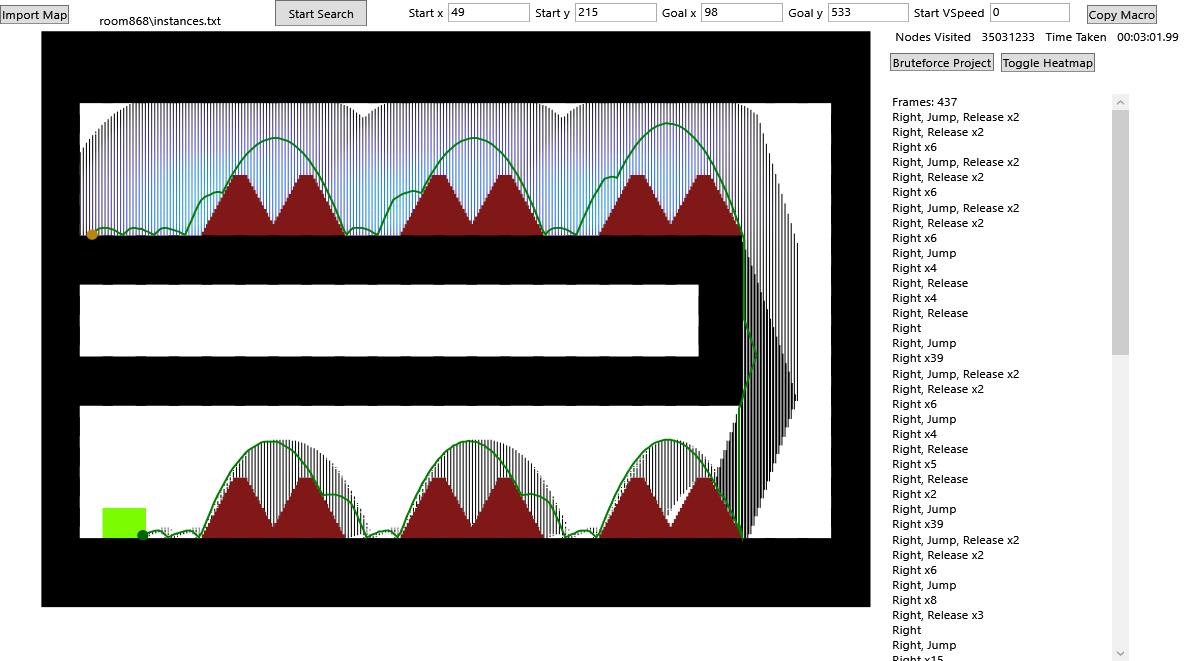 Import Map
room868\instances.txt
Start Search
Start x 49 Start y 215 Goal x 98 Goal y 533 Start VSpeed 0
Copy Macro
Nodes Visited 35031233 Time Taken 00:03:01.99
Bruteforce Project Toggle Heatmap
Frames: 437
Right, Jump, Release x2
Right, Release x2
Right x6
Right, Jump, Release x2
Right, Release x2
Right x6
Right, Jump, Release x2
Right, Release x2
Right x6
Right, Jump
Right x4
Right, Release
Right x4
Right, Release
Right
Right, Jump
Right x39
Right, Jump, Release x2
Right, Release x2
Right x6
Right, Jump
Right x4
Right, Release
Right x5
Right, Release
Right x2
Right, Jump
Right x39
Right, Jump, Release x2
Right, Release x2
Right x6
Right, Jump
Right x8
Right, Release x3
Right
Right, Jump
Right x15